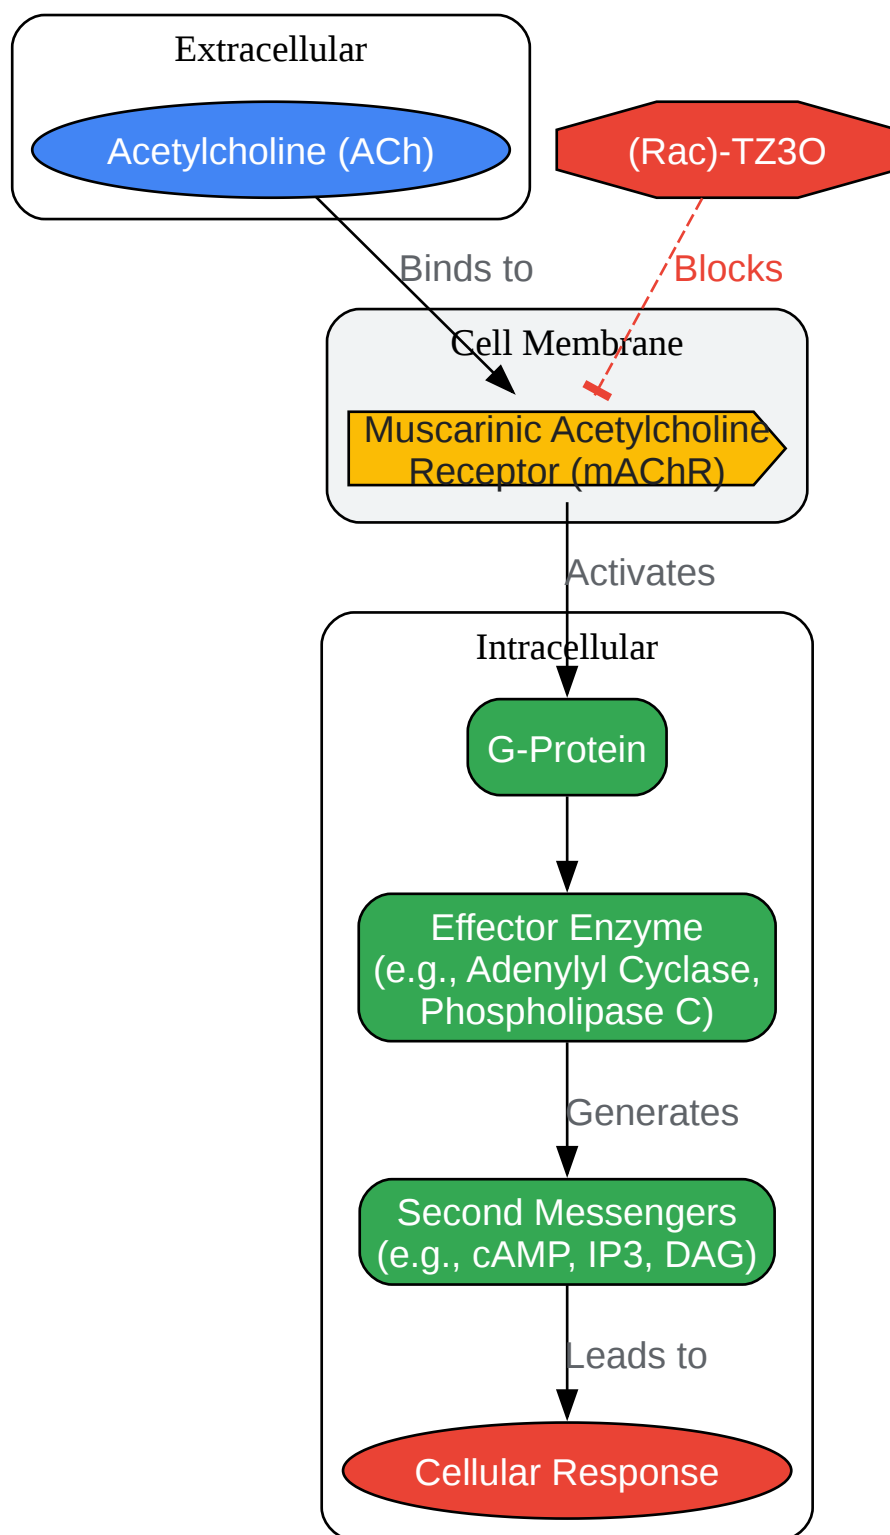 Extracellular
Acetylcholine (ACh)
(Rac)-TZ3O
Binds to
Blocks
Cell Membrane
Muscarinic Acetylcholine
Receptor (mAChR)
Activates
Intracellular
G-Protein
Effector Enzyme
(e.g., Adenylyl Cyclase,
Phospholipase C)
Generates
Second Messengers
(e.g., cAMP, IP3, DAG)
Leads to
Cellular Response